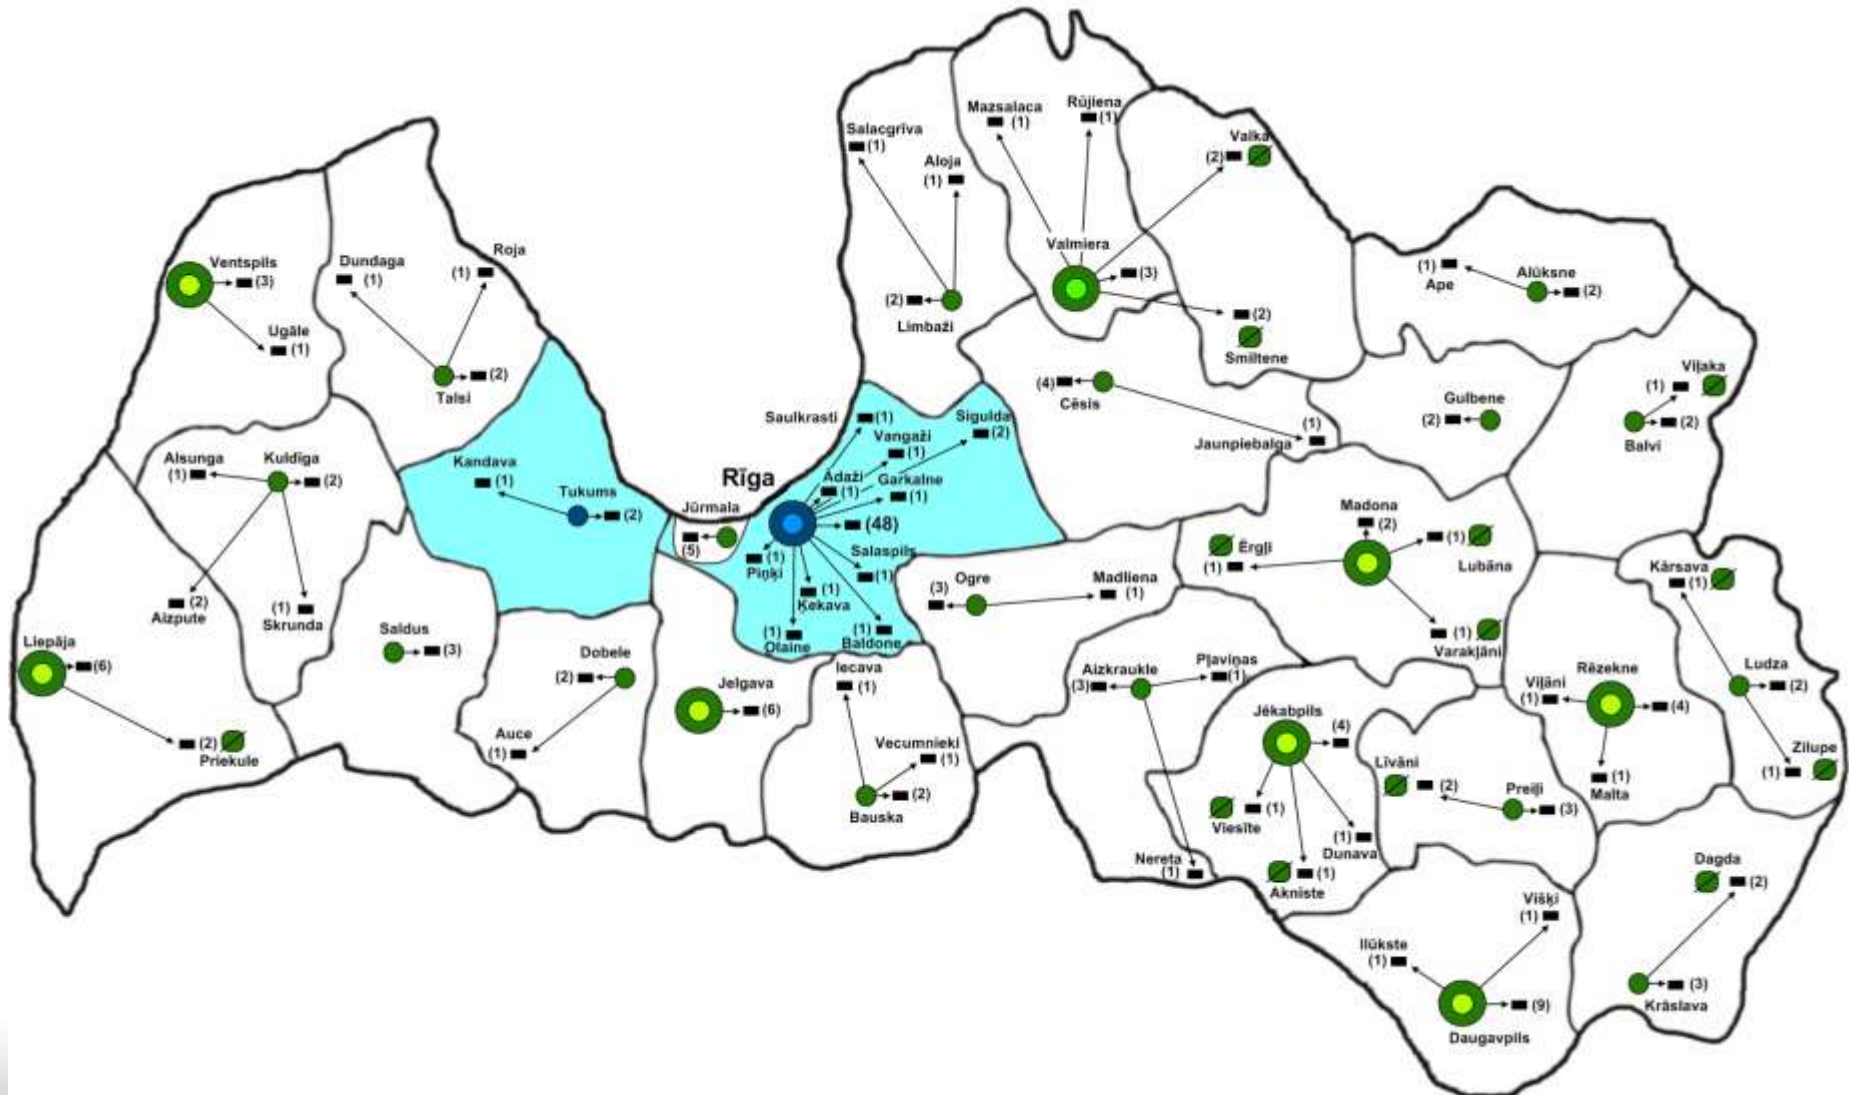 Mazsalaca
(1)
Rūjiena
(1)
Salacgrīva
(1)
Aloja
(1)
Valka
(2)
Valmiera
(3)
(2)
Smiltene
(2)
Limbaži
Ventspils
(3)
Ugāle
(1)
Dundaga
(1)
Roja
(1)
(2)
Talsi
(1)
Ape
Alūksne
(2)
Viļaka
(1)
(2)
Balvi
Gulbene
(2)
(4)
Cēsis
(1)
Jaunpiebalga
Saulkrasti
(1)
Sigulda
(2)
Vangaži
(1)
Ādaži
(1)
Garkalne
(1)
Rīga
(48)
Jūrmala
(5)
Piņķi
(1)
Salaspils
(1)
(1)
Ķekava
(1)
Olaine
(1)
Baldone
Kandava
(1)
Tukums
(2)
Alsunga
(1)
Kuldīga
(2)
(2)
Aizpute
(1)
Skrunda
Liepāja
(6)
(2)
Priekule
Saldus
(3)
Dobele
(2)
Auce
(1)
Jelgava
(6)
Iecava
(1)
Vecumnieki
(1)
(2)
Bauska
Ogre
(3)
Madliena
(1)
Madona
(2)
Ērgļi
(1)
(1)
Lubāna
(1)
Varakļāni
Aizkraukle
(3)
Pļaviņas
(1)
Nereta
(1)
Jēkabpils
(4)
(1)
Viesīte
(1)
Dunava
(1)
Akniste
Līvāni
(2)
Preiļi
(3)
Rēzekne
(4)
Viļāni
(1)
(1)
Malta
Kārsava
(1)
Ludza
(2)
Zilupe
(1)
Dagda
(2)
(3)
Krāslava
Višķi
(1)
Ilūkste
(1)
(9)
Daugavpils